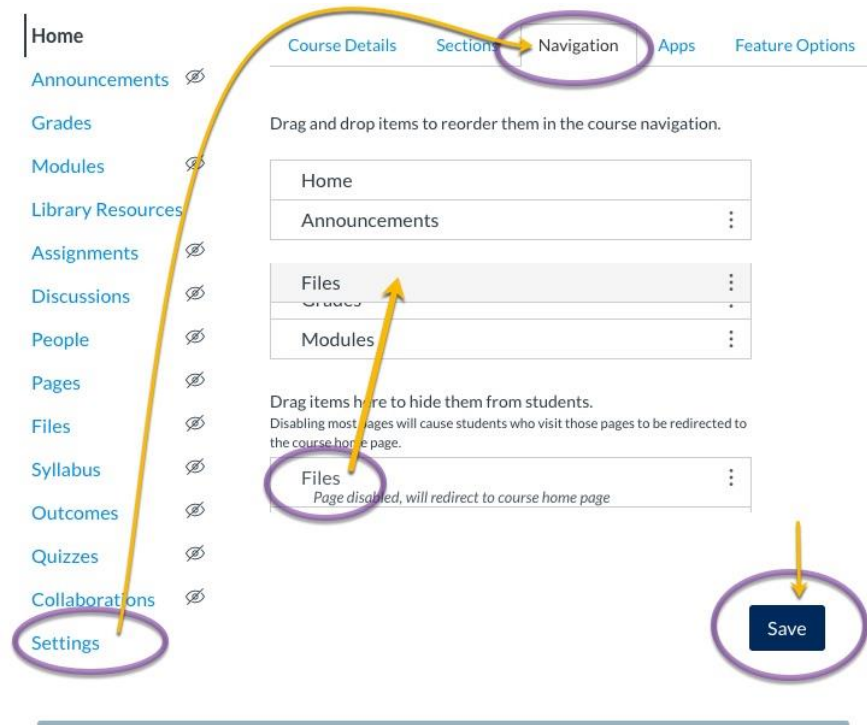 Home
Announcements
Grades
Modules
Library Resources
Assignments
Discussions
People
Pages
Files
Syllabus
Outcomes
Quizzes
Collaborations
Settings
Course Details Sections Navigation Apps Feature Options
Drag and drop items to reorder them in the course navigation.
Home
Announcements
Files
Grades
Modules
Drag items here to hide them from students.
Disabling most pages will cause students who visit those pages to be redirected to
the course home page.
Files
Page disabled, will redirect to course home page
Save